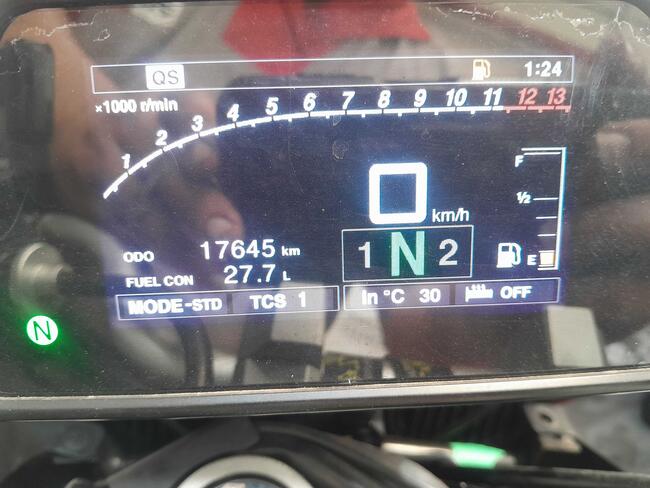 QS 1:24
×1000 r/min
1 2 3 4 5 6 7 8 9 10 11 12 13
F
½
0 km/h
ODO 17645 km
1 N 2
E
FUEL CON 27.7 L
MODE-STD TCS 1 In °C 30 OFF
N